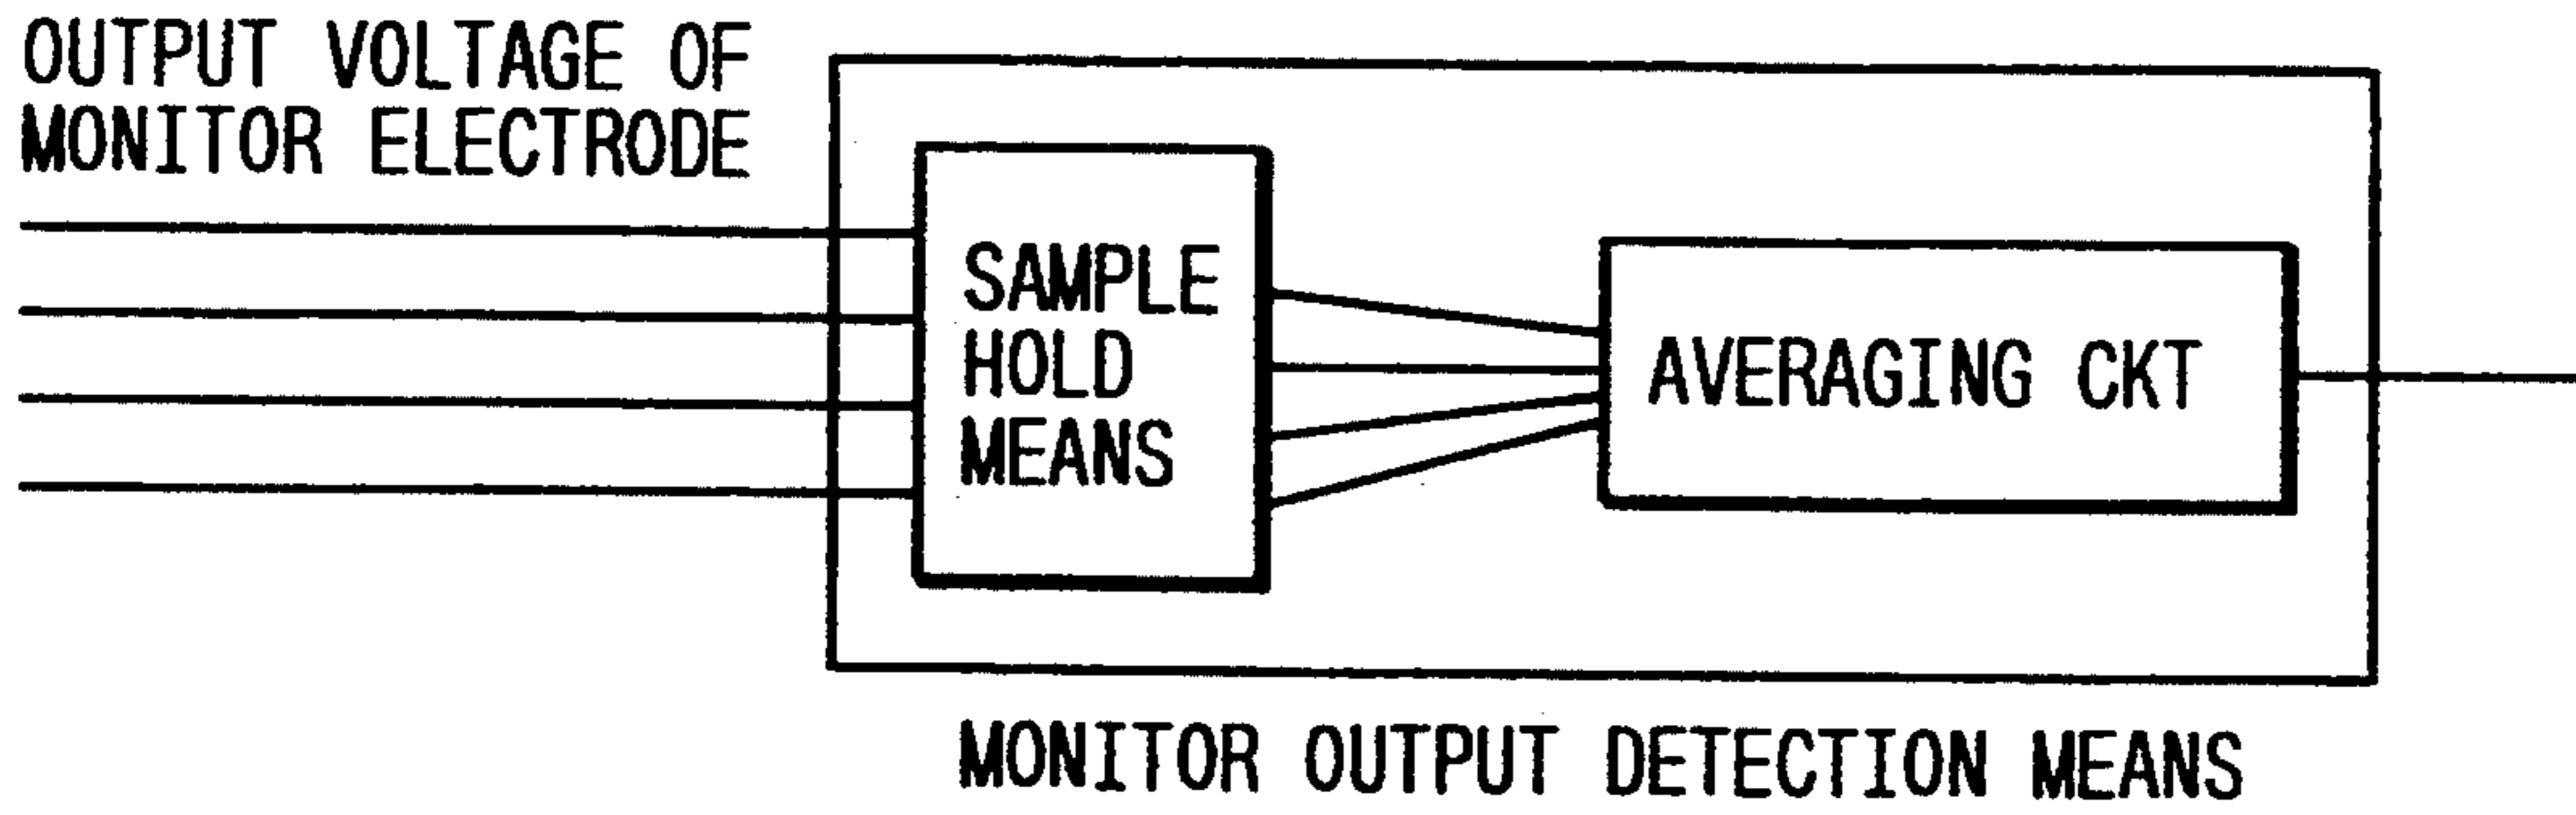 OUTPUT VOLTAGE OF
MONITOR ELECTRODE
SAMPLE
HOLD
MEANS
AVERAGING CKT
MONITOR OUTPUT DETECTION MEANS